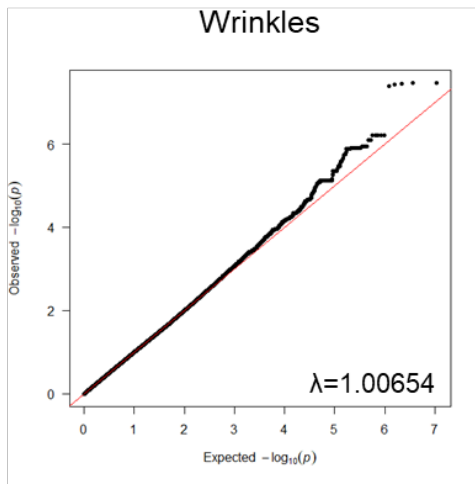 Wrinkles
6
4
2
0
Observed −log₁₀(p)
λ=1.00654
0 1 2 3 4 5 6 7
Expected −log₁₀(p)